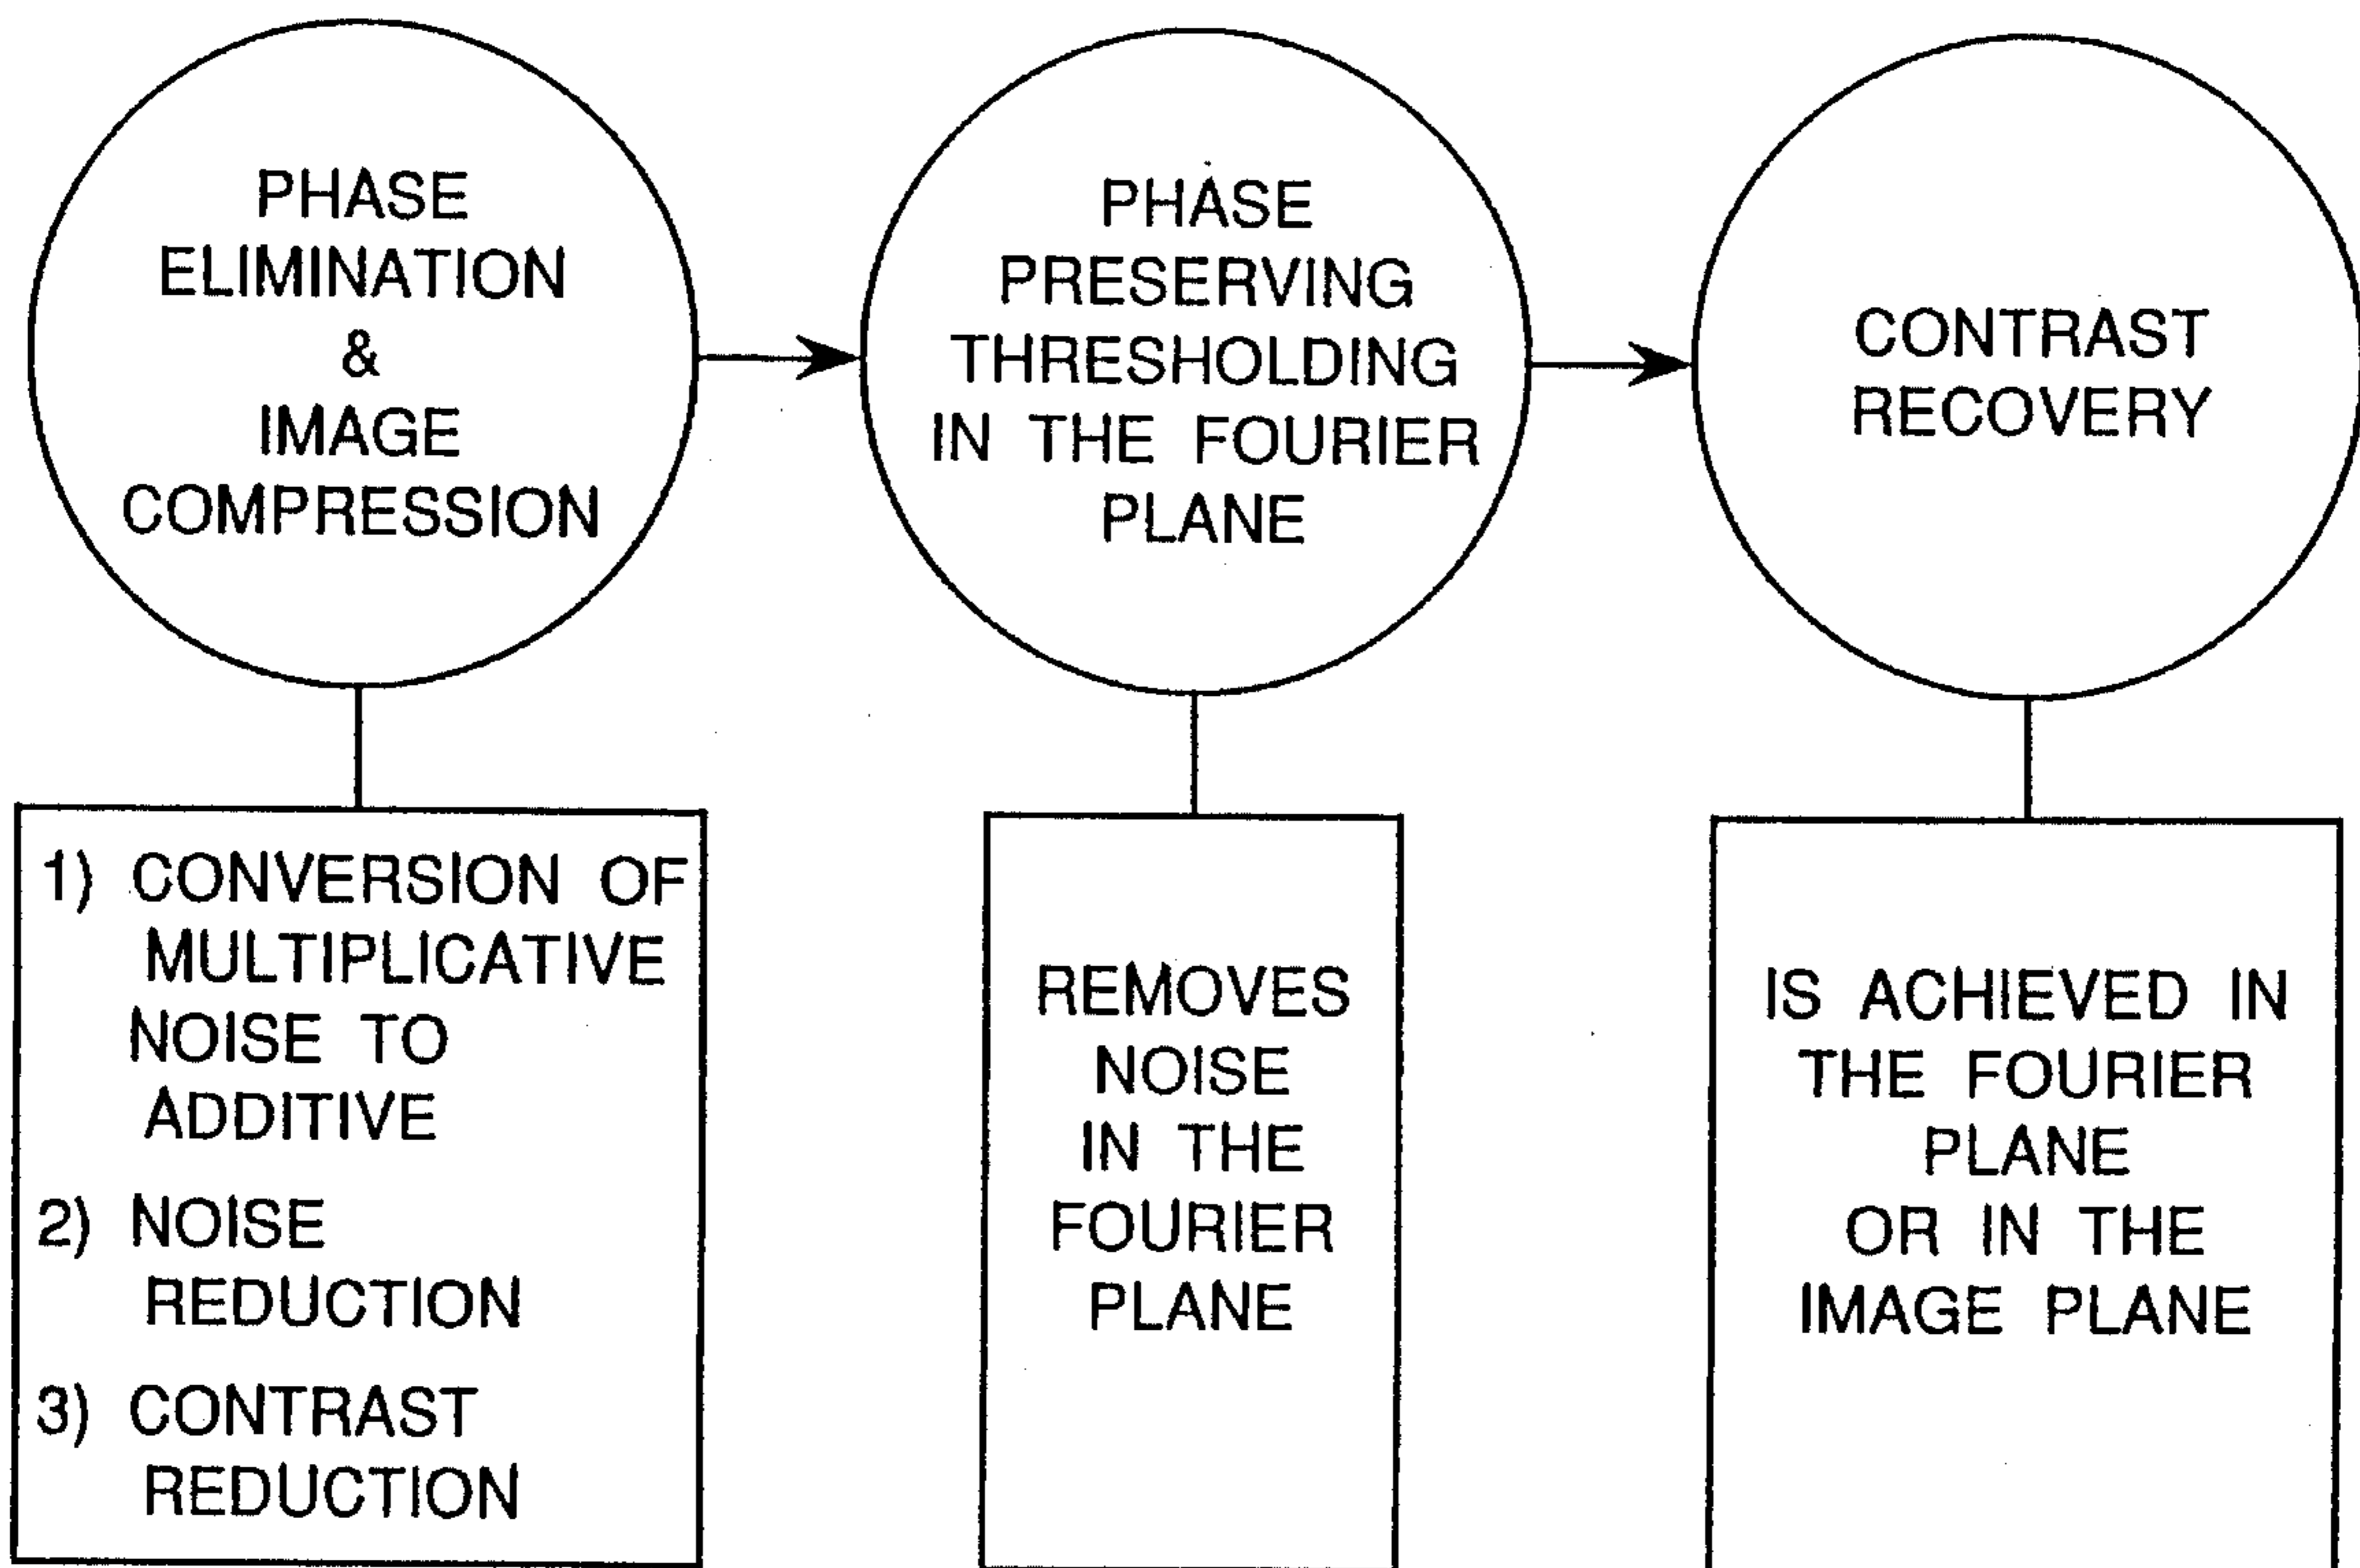 PHASE
ELIMINATION
&
IMAGE
COMPRESSION
PHASE
PRESERVING
THRESHOLDING
IN THE FOURIER
PLANE
CONTRAST
RECOVERY
1) CONVERSION OF
MULTIPLICATIVE
NOISE TO
ADDITIVE
2) NOISE
REDUCTION
3) CONTRAST
REDUCTION
REMOVES
NOISE
IN THE
FOURIER
PLANE
IS ACHIEVED IN
THE FOURIER
PLANE
OR IN THE
IMAGE PLANE